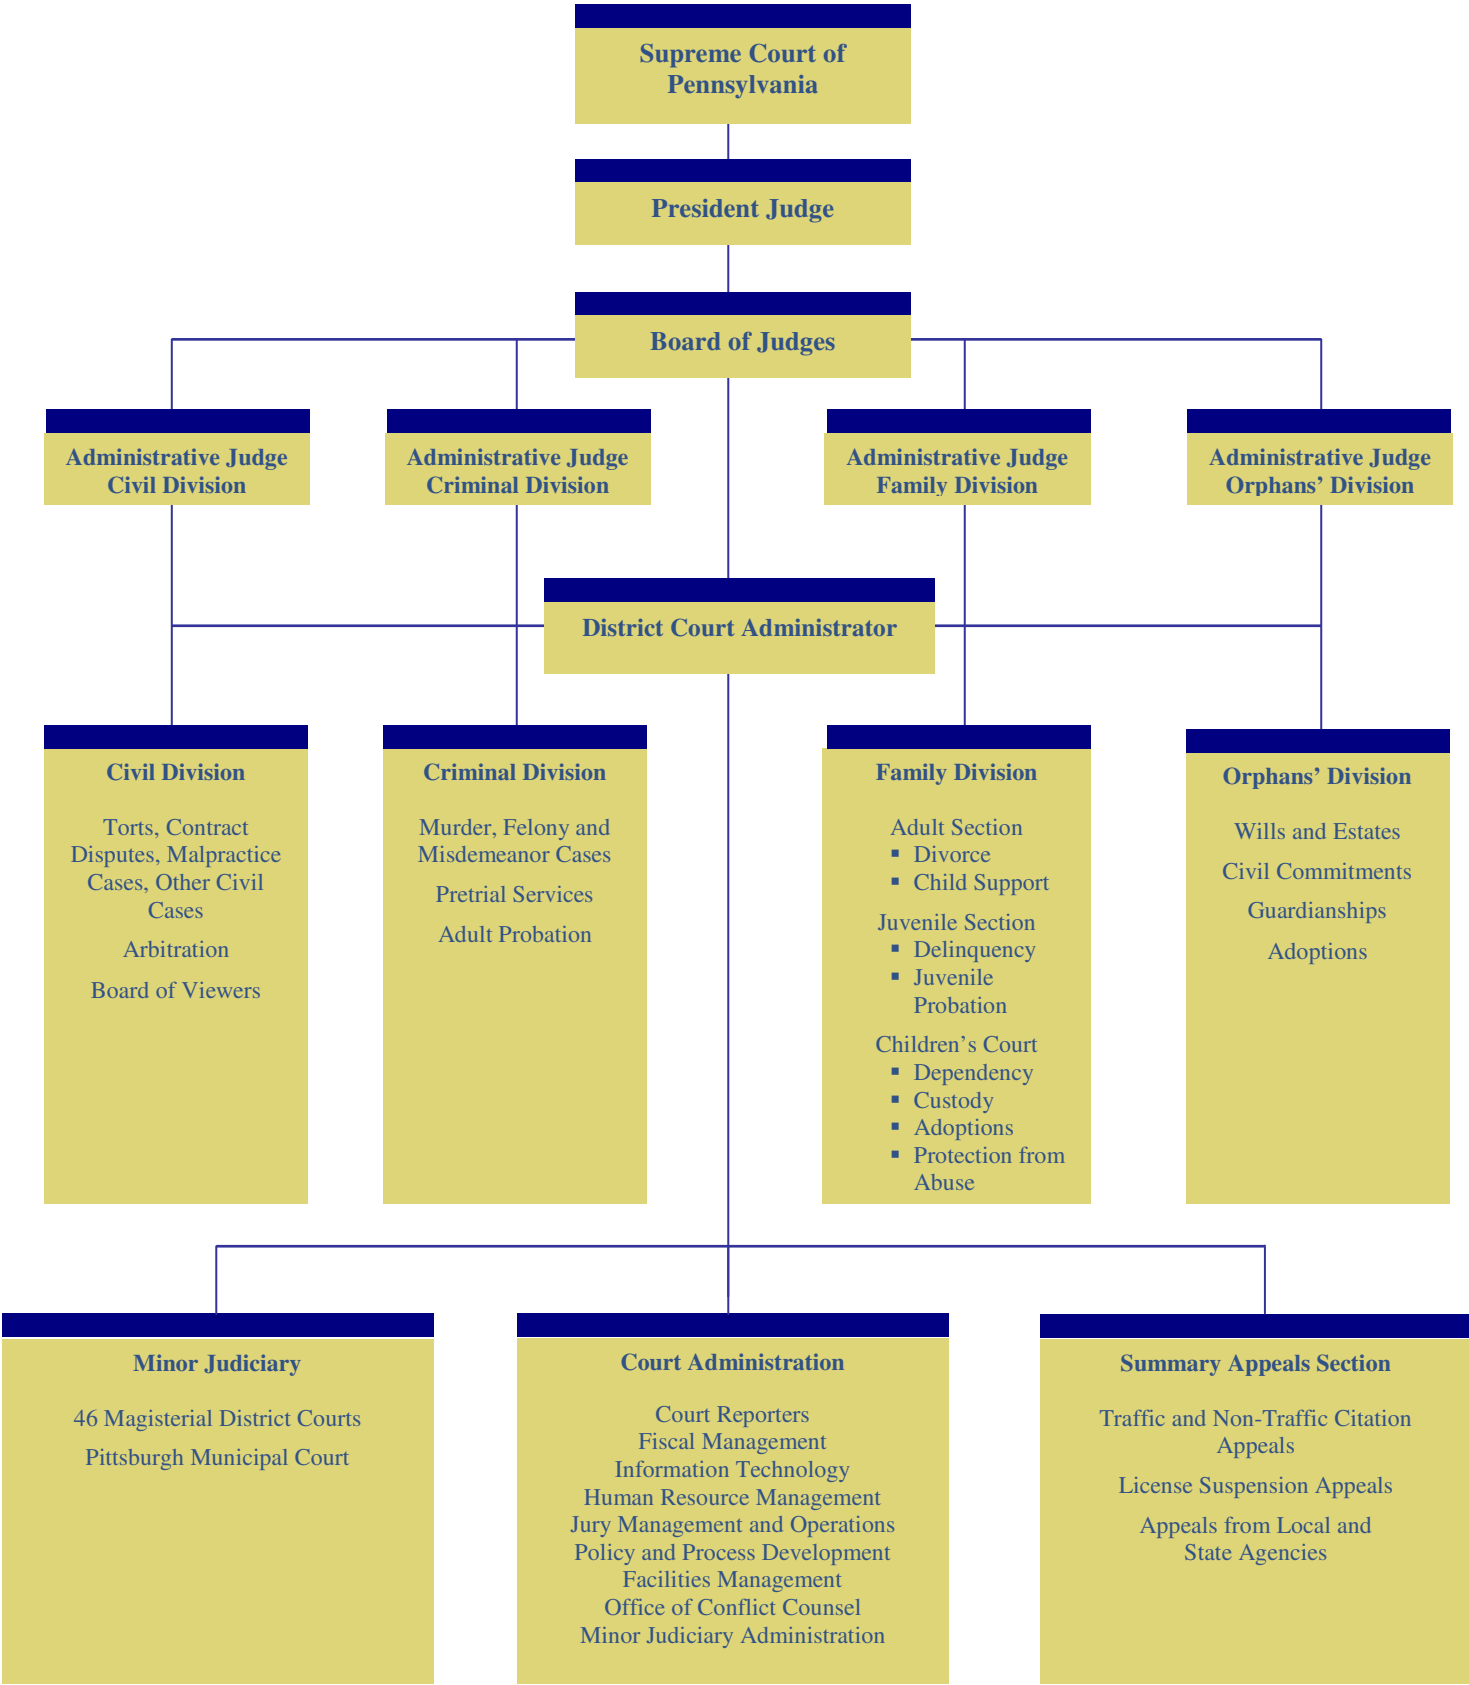 Supreme Court of
Pennsylvania
President Judge
Board of Judges
Administrative Judge
Civil Division
Administrative Judge
Criminal Division
Administrative Judge
Family Division
Administrative Judge
Orphans’ Division
District Court Administrator
Civil Division
Torts, Contract
Disputes, Malpractice
Cases, Other Civil
Cases
Arbitration
Board of Viewers
Criminal Division
Murder, Felony and
Misdemeanor Cases
Pretrial Services
Adult Probation
Family Division
Adult Section
▪ Divorce
▪ Child Support
Juvenile Section
▪ Delinquency
▪ Juvenile
Probation
Children’s Court
▪ Dependency
▪ Custody
▪ Adoptions
▪ Protection from
Abuse
Orphans’ Division
Wills and Estates
Civil Commitments
Guardianships
Adoptions
Minor Judiciary
46 Magisterial District Courts
Pittsburgh Municipal Court
Court Administration
Court Reporters
Fiscal Management
Information Technology
Human Resource Management
Jury Management and Operations
Policy and Process Development
Facilities Management
Office of Conflict Counsel
Minor Judiciary Administration
Summary Appeals Section
Traffic and Non-Traffic Citation
Appeals
License Suspension Appeals
Appeals from Local and
State Agencies